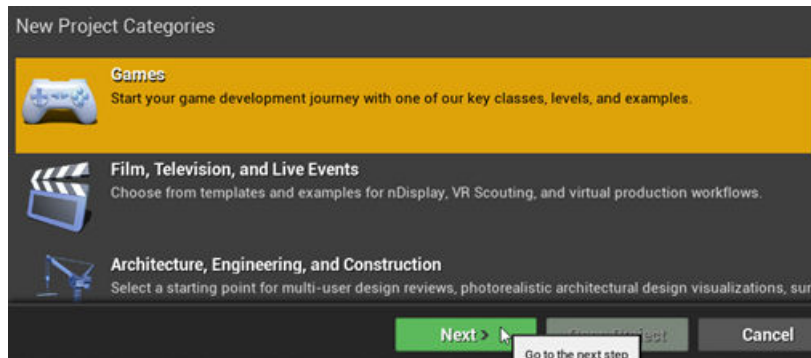 New Project Categories
Games
Start your game development journey with one of our key classes, levels, and examples.
Film, Television, and Live Events
Choose from templates and examples for nDisplay, VR Scouting, and virtual production workflows.
Architecture, Engineering, and Construction
Select a starting point for multi-user design reviews, photorealistic architectural design visualizations, sun
Next >
Cancel
Go to the next step